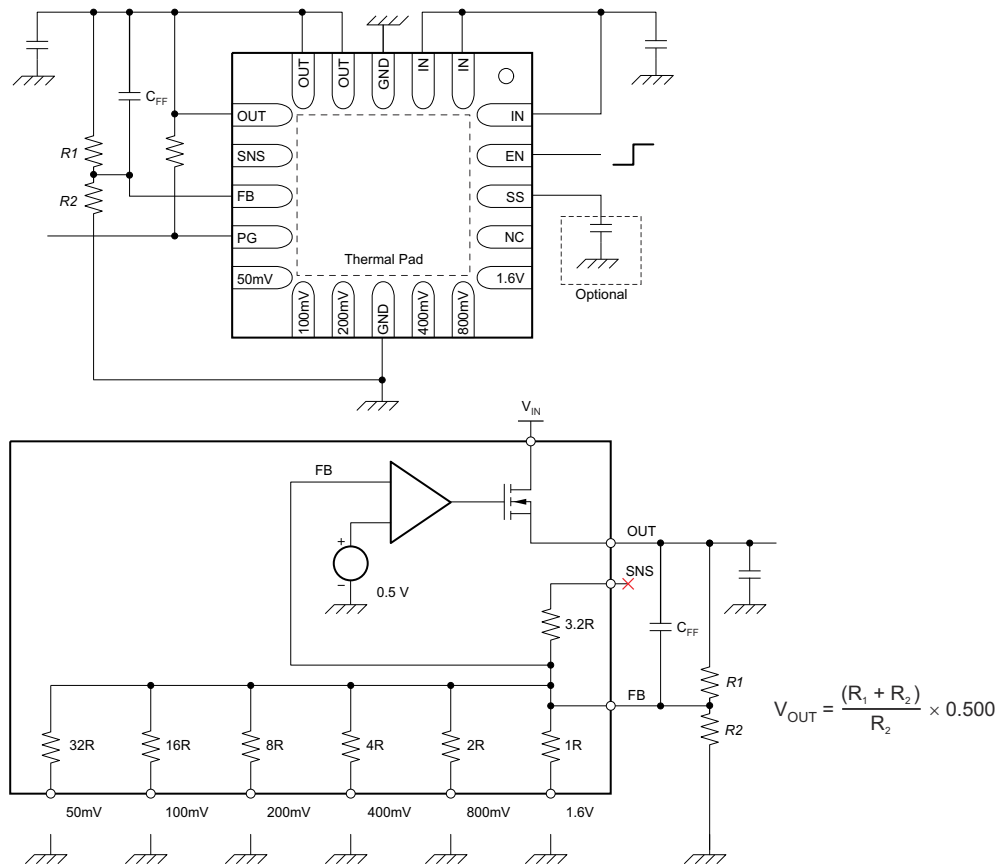 OUT
OUT
GND
IN
IN
C_FF
R1
R2
OUT
SNS
FB
PG
50mV
IN
EN
SS
NC
1.6V
Thermal Pad
100mV
200mV
GND
400mV
800mV
Optional
V_IN
FB
+
−
0.5 V
OUT
SNS
3.2R
C_FF
FB
R1
R2
32R
16R
8R
4R
2R
1R
50mV
100mV
200mV
400mV
800mV
1.6V
V_OUT = (R_1 + R_2) / R_2 × 0.500